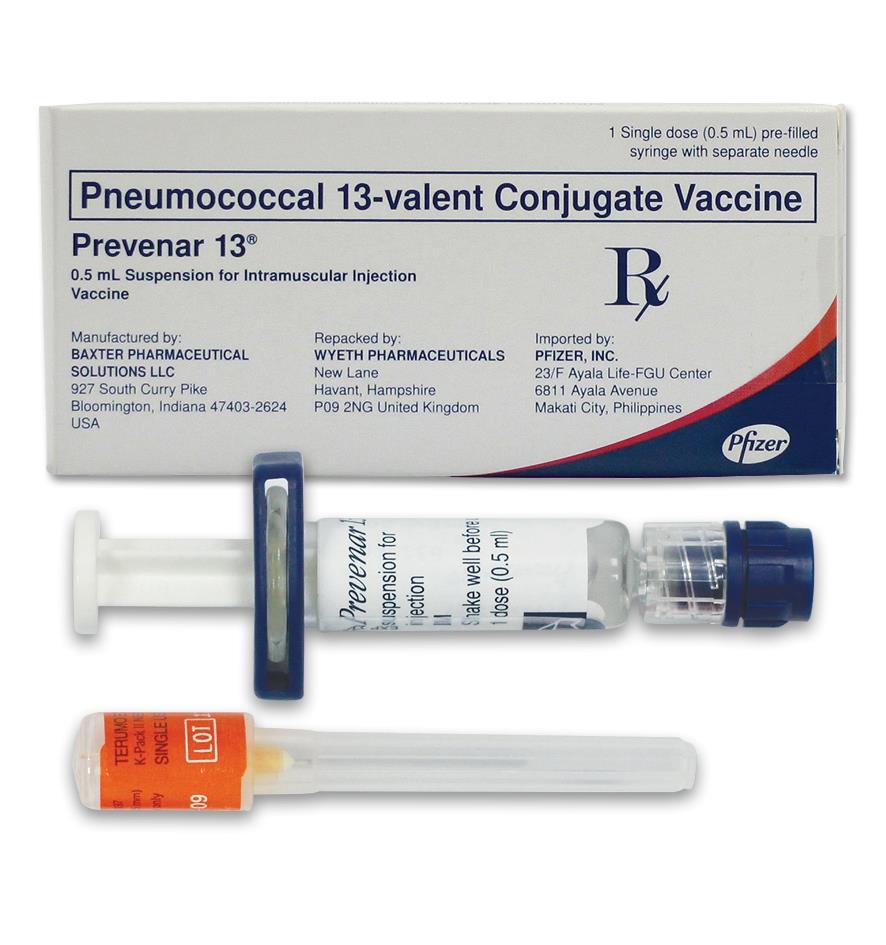 1 Single dose (0.5 mL) pre-filled
syringe with separate needle
Pneumococcal 13-valent Conjugate Vaccine
Prevenar 13®
0.5 mL Suspension for Intramuscular Injection
Vaccine
Rx
Manufactured by:
BAXTER PHARMACEUTICAL
SOLUTIONS LLC
927 South Curry Pike
Bloomington, Indiana 47403-2624
USA
Repacked by:
WYETH PHARMACEUTICALS
New Lane
Havant, Hampshire
P09 2NG United Kingdom
Imported by:
PFIZER, INC.
23/F Ayala Life-FGU Center
6811 Ayala Avenue
Makati City, Philippines
Pfizer
Prevenar
suspension for
injection
Shake well before
1 dose (0.5 ml)
TERUMO
K-Pack II
SINGLE
LOT